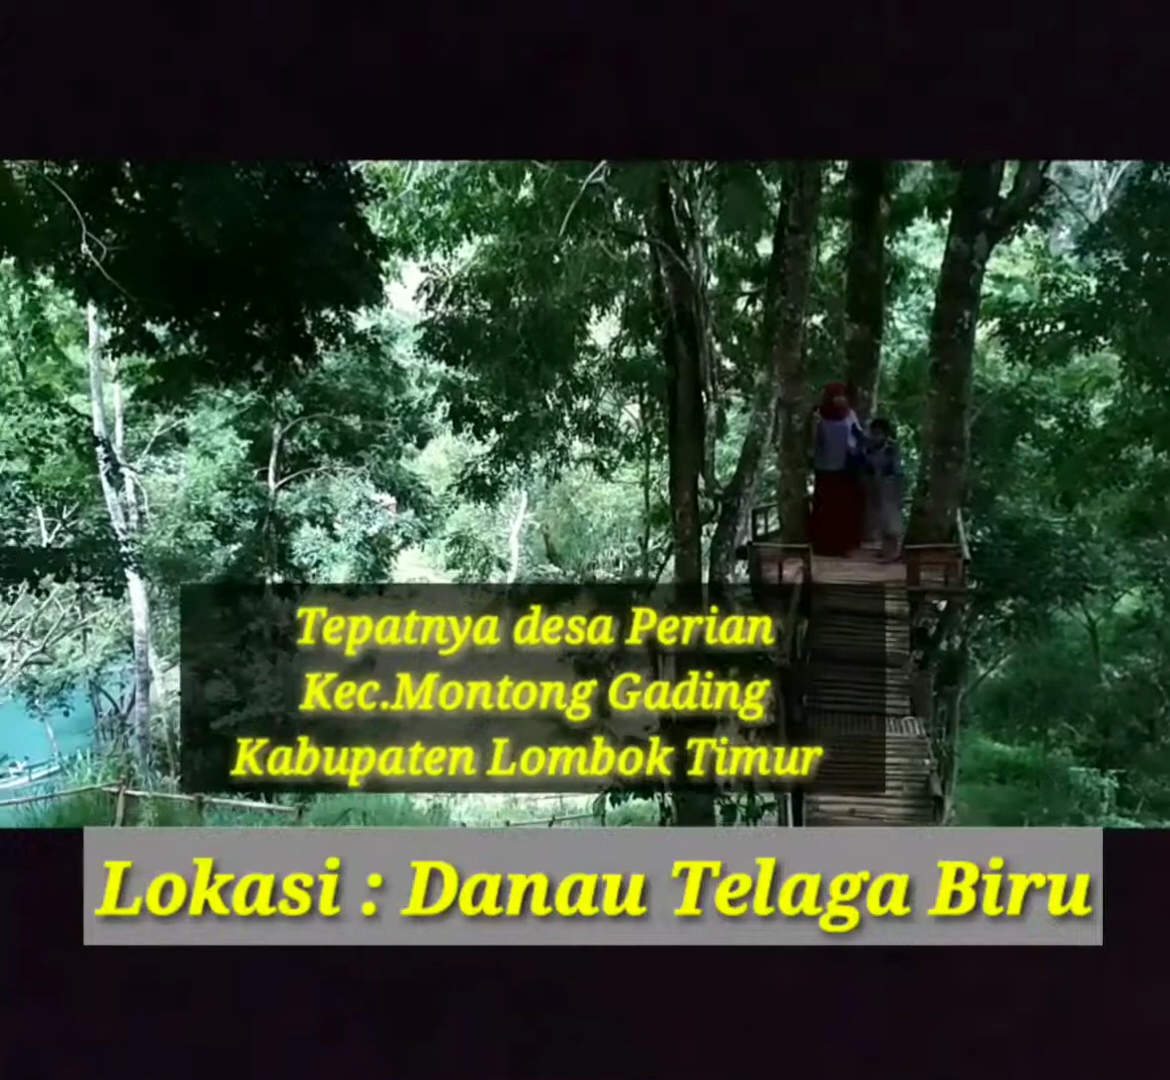 Tepatnya desa Perian
Kec.Montong Gading
Kabupaten Lombok Timur
Lokasi : Danau Telaga Biru